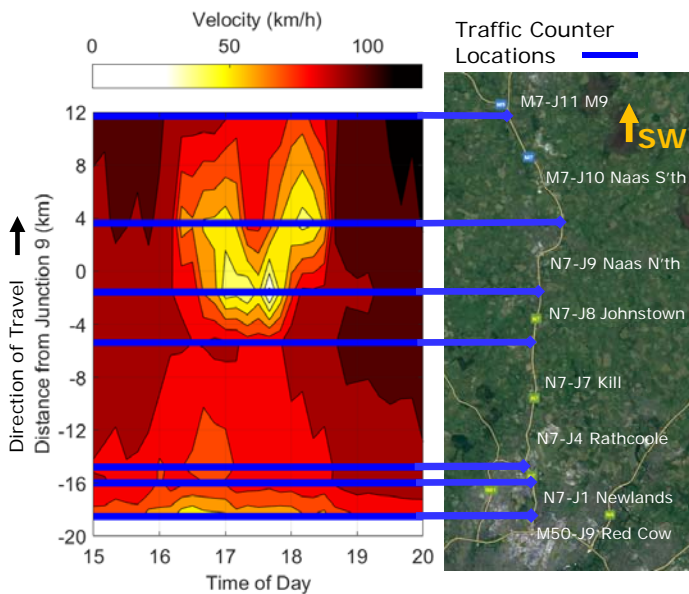 Velocity (km/h)
0 50 100
Traffic Counter
Locations
Direction of Travel
Distance from Junction 9 (km)
12
8
4
0
-4
-8
-12
-16
-20
15 16 17 18 19 20
Time of Day
SW
M7-J11 M9
M7-J10 Naas S'th
N7-J9 Naas N'th
N7-J8 Johnstown
N7-J7 Kill
N7-J4 Rathcoole
N7-J1 Newlands
M50-J9 Red Cow